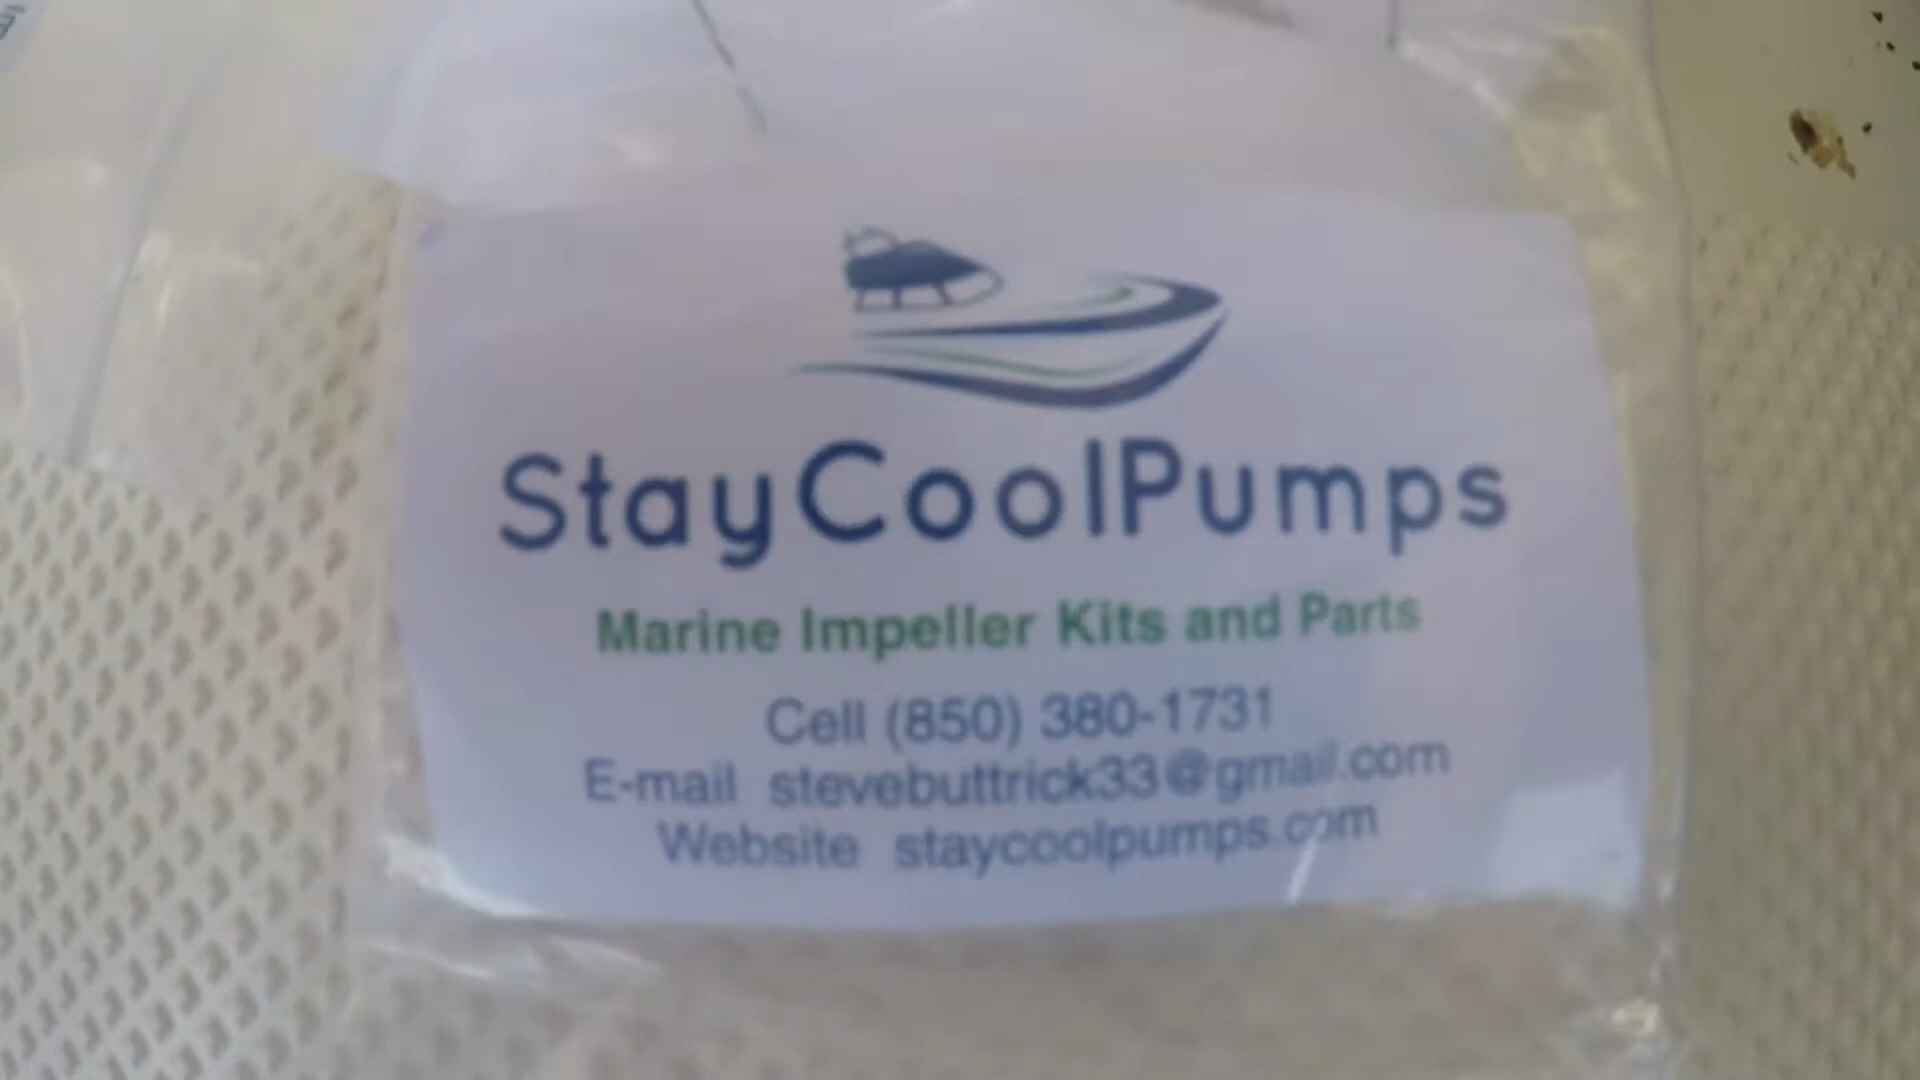 StayCoolPumps
Marine Impeller Kits and Parts
Cell (850) 380-1731
E-mail stevebuttrick33@gmail.com
Website staycoolpumps.com